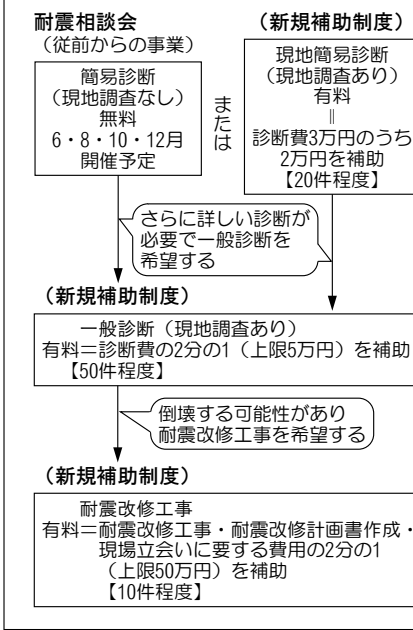 耐震相談会
（従前からの事業）
簡易診断
（現地調査なし）
無料
6・8・10・12月
開催予定
または
（新規補助制度）
現地簡易診断
（現地調査あり）
有料
＝
診断費3万円のうち
2万円を補助
【20件程度】
さらに詳しい診断が
必要で一般診断を
希望する
（新規補助制度）
一般診断（現地調査あり）
有料＝診断費の2分の1（上限5万円）を補助
【50件程度】
倒壊する可能性があり
耐震改修工事を希望する
（新規補助制度）
耐震改修工事
有料＝耐震改修工事・耐震改修計画書作成・
現場立会いに要する費用の2分の1
（上限50万円）を補助
【10件程度】